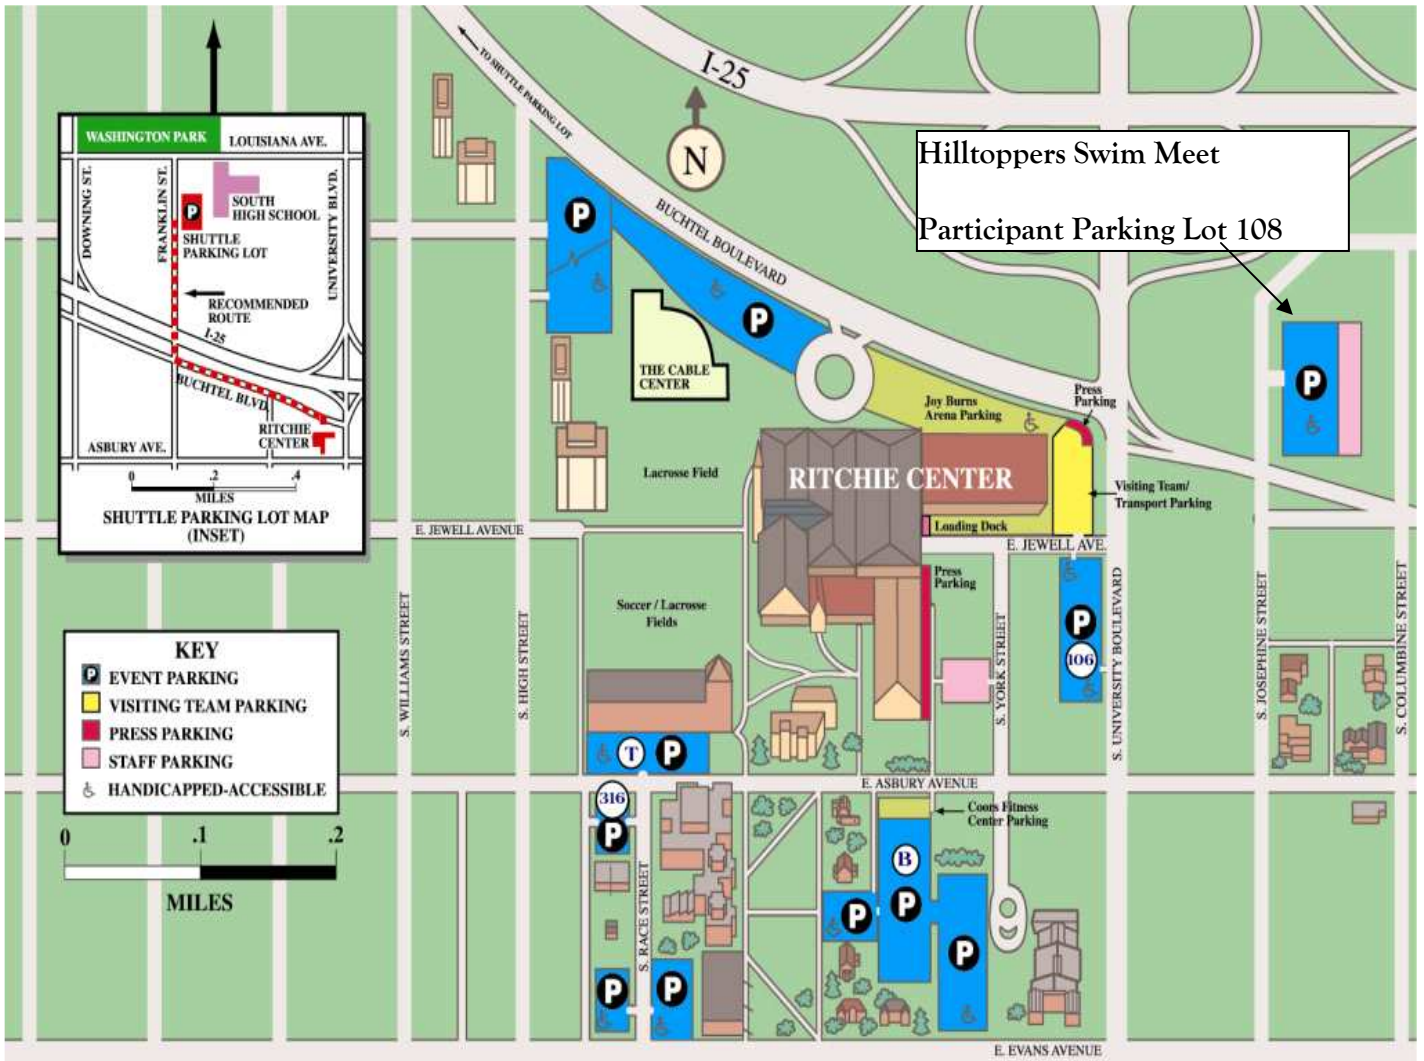 TO SHUTTLE PARKING LOT
I-25
N
Hilltoppers Swim Meet
Participant Parking Lot 108
WASHINGTON PARK
LOUISIANA AVE.
DOWNING ST.
FRANKLIN ST.
UNIVERSITY BLVD.
P
SOUTH
HIGH SCHOOL
SHUTTLE
PARKING LOT
RECOMMENDED
ROUTE
I-25
BUCHTEL BLVD.
RITCHIE
CENTER
ASBURY AVE.
0 .2 .4
MILES
SHUTTLE PARKING LOT MAP
(INSET)
P
BUCHTEL BOULEVARD
P
THE CABLE
CENTER
Joy Burns
Arena Parking
Press
Parking
P
Lacrosse Field
RITCHIE CENTER
Visiting Team/
Transport Parking
Loading Dock
E. JEWELL AVENUE
E. JEWELL AVE.
Press
Parking
Soccer / Lacrosse
Fields
P
106
S. WILLIAMS STREET
S. HIGH STREET
S. YORK STREET
S. UNIVERSITY BOULEVARD
S. JOSEPHINE STREET
S. COLUMBINE STREET
KEY
P EVENT PARKING
VISITING TEAM PARKING
PRESS PARKING
STAFF PARKING
HANDICAPPED-ACCESSIBLE
T P
E. ASBURY AVENUE
316
P
Coors Fitness
Center Parking
0 .1 .2
MILES
B
P
P
S. RACE STREET
P
P
P
E. EVANS AVENUE